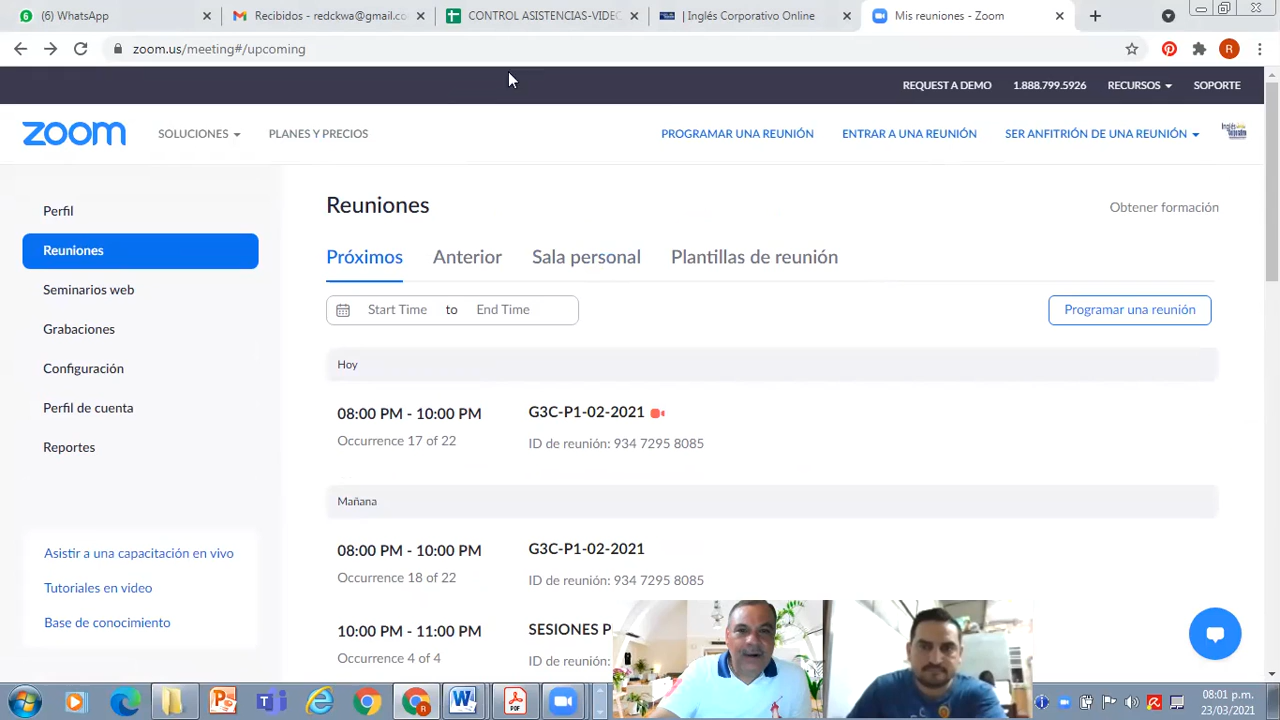 (6) WhatsApp
Recibidos - redckwa@gmail.co
CONTROL ASISTENCIAS-VIDEC
| Inglés Corporativo Online
Mis reuniones - Zoom
zoom.us/meeting#/upcoming
R
REQUEST A DEMO 1.888.799.5926 RECURSOS SOPORTE
zoom SOLUCIONES PLANES Y PRECIOS PROGRAMAR UNA REUNIÓN ENTRAR A UNA REUNIÓN SER ANFITRIÓN DE UNA REUNIÓN
Perfil
Reuniones
Seminarios web
Grabaciones
Configuración
Perfil de cuenta
Reportes
Asistir a una capacitación en vivo
Tutoriales en video
Base de conocimiento
Reuniones
Obtener formación
Próximos Anterior Sala personal Plantillas de reunión
Start Time to End Time
Programar una reunión
Hoy
08:00 PM - 10:00 PM G3C-P1-02-2021
Occurrence 17 of 22 ID de reunión: 934 7295 8085
Mañana
08:00 PM - 10:00 PM G3C-P1-02-2021
Occurrence 18 of 22 ID de reunión: 934 7295 8085
10:00 PM - 11:00 PM SESIONES P
Occurrence 4 of 4 ID de reunión:
08:01 p.m.
23/03/2021